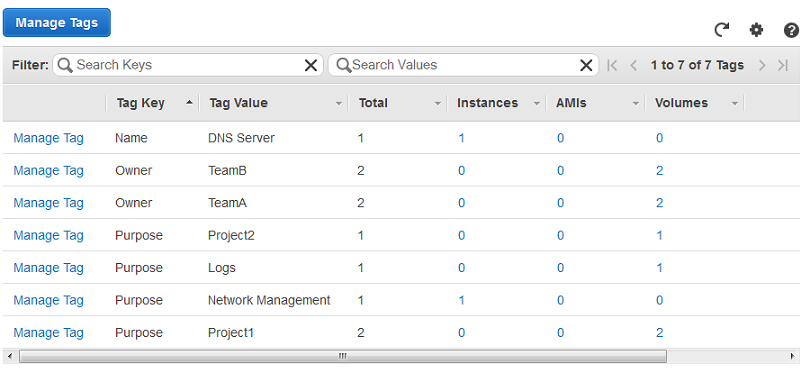 Manage Tags
Filter: Search Keys Search Values 1 to 7 of 7 Tags
Tag Key Tag Value Total Instances AMIs Volumes
Manage Tag Name DNS Server 1 1 0 0
Manage Tag Owner TeamB 2 0 0 2
Manage Tag Owner TeamA 2 0 0 2
Manage Tag Purpose Project2 1 0 0 1
Manage Tag Purpose Logs 1 0 0 1
Manage Tag Purpose Network Management 1 1 0 0
Manage Tag Purpose Project1 2 0 0 2